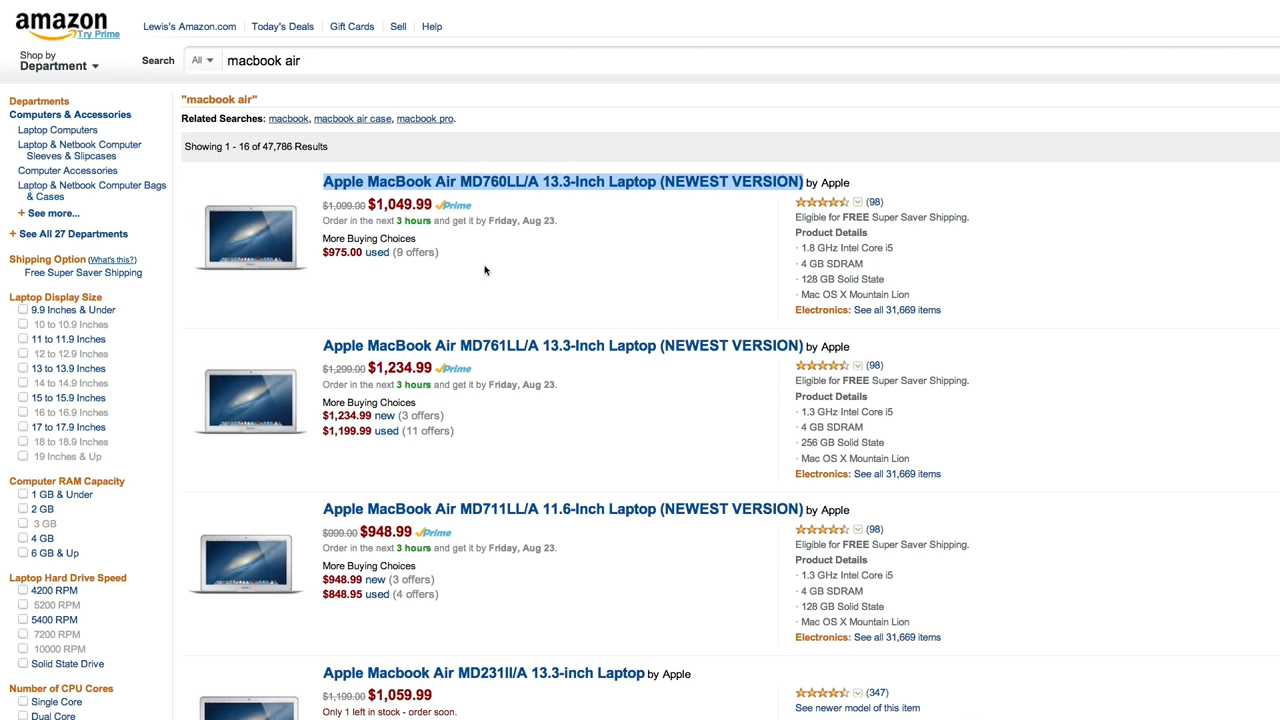 amazon
Try Prime
Lewis's Amazon.com
Today's Deals
Gift Cards
Sell
Help
Shop by
Department
Search
All
macbook air
Departments
Computers & Accessories
Laptop Computers
Laptop & Netbook Computer
Sleeves & Slipcases
Computer Accessories
Laptop & Netbook Computer Bags
& Cases
+ See more...
+ See All 27 Departments
Shipping Option (What's this?)
Free Super Saver Shipping
Laptop Display Size
9.9 Inches & Under
10 to 10.9 Inches
11 to 11.9 Inches
12 to 12.9 Inches
13 to 13.9 Inches
14 to 14.9 Inches
15 to 15.9 Inches
16 to 16.9 Inches
17 to 17.9 Inches
18 to 18.9 Inches
19 Inches & Up
Computer RAM Capacity
1 GB & Under
2 GB
3 GB
4 GB
6 GB & Up
Laptop Hard Drive Speed
4200 RPM
5200 RPM
5400 RPM
7200 RPM
10000 RPM
Solid State Drive
Number of CPU Cores
Single Core
Dual Core
"macbook air"
Related Searches: macbook, macbook air case, macbook pro.
Showing 1 - 16 of 47,786 Results
Apple MacBook Air MD760LL/A 13.3-Inch Laptop (NEWEST VERSION) by Apple
$1,099.00 $1,049.99 Prime
Order in the next 3 hours and get it by Friday, Aug 23.
More Buying Choices
$975.00 used (9 offers)
(98)
Eligible for FREE Super Saver Shipping.
Product Details
· 1.8 GHz Intel Core i5
· 4 GB SDRAM
· 128 GB Solid State
· Mac OS X Mountain Lion
Electronics: See all 31,669 items
Apple MacBook Air MD761LL/A 13.3-Inch Laptop (NEWEST VERSION) by Apple
$1,299.00 $1,234.99 Prime
Order in the next 3 hours and get it by Friday, Aug 23.
More Buying Choices
$1,234.99 new (3 offers)
$1,199.99 used (11 offers)
(98)
Eligible for FREE Super Saver Shipping.
Product Details
· 1.3 GHz Intel Core i5
· 4 GB SDRAM
· 256 GB Solid State
· Mac OS X Mountain Lion
Electronics: See all 31,669 items
Apple MacBook Air MD711LL/A 11.6-Inch Laptop (NEWEST VERSION) by Apple
$999.00 $948.99 Prime
Order in the next 3 hours and get it by Friday, Aug 23.
More Buying Choices
$948.99 new (3 offers)
$848.95 used (4 offers)
(98)
Eligible for FREE Super Saver Shipping.
Product Details
· 1.3 GHz Intel Core i5
· 4 GB SDRAM
· 128 GB Solid State
· Mac OS X Mountain Lion
Electronics: See all 31,669 items
Apple Macbook Air MD231ll/A 13.3-inch Laptop by Apple
$1,199.00 $1,059.99
Only 1 left in stock - order soon.
(347)
See newer model of this item